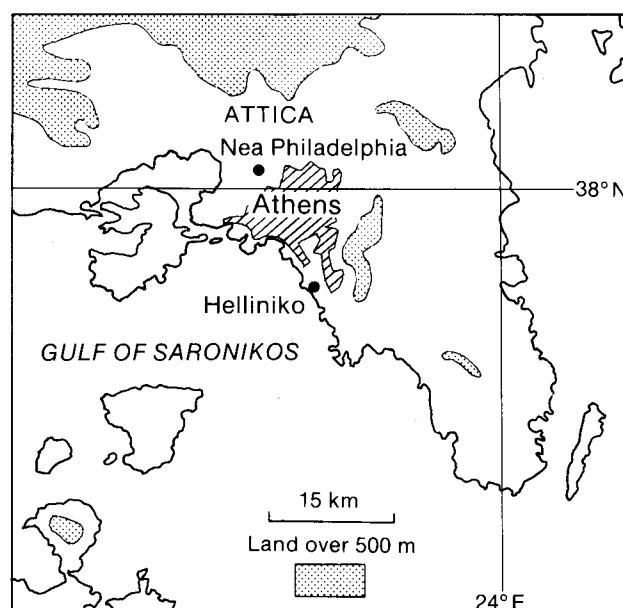 ATTICA
Nea Philadelphia
38°N
Athens
Helliniko
GULF OF SARONIKOS
15 km
Land over 500 m
24°E